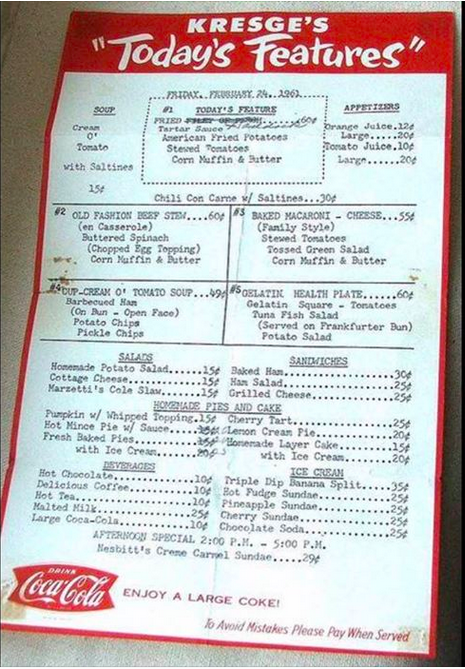 KRESGE'S
"Today's Features"
FRIDAY, FEBRUARY 24, 1961
SOUP
Cream
O'
Tomato
with Saltines
15¢
#1 TODAY'S FEATURE
FRIED Haddock 60¢
Tartar Sauce
American Fried Potatoes
Stewed Tomatoes
Corn Muffin & Butter
APPETIZERS
Orange Juice.12¢
Large.....20¢
Tomato Juice.10¢
Large.....20¢
Chili Con Carne w/ Saltines...30¢
#2 OLD FASHION BEEF STEW....60¢
(en Casserole)
Buttered Spinach
(Chopped Egg Topping)
Corn Muffin & Butter
#3 BAKED MACARONI - CHEESE...55¢
(Family Style)
Stewed Tomatoes
Tossed Green Salad
Corn Muffin & Butter
#4 CUP-CREAM O' TOMATO SOUP...49¢
Barbecued Ham
(On Bun - Open Face)
Potato Chips
Pickle Chips
#5 GELATIN HEALTH PLATE......60¢
Gelatin Square - Tomatoes
Tuna Fish Salad
(Served on Frankfurter Bun)
Potato Salad
SALADS
Homemade Potato Salad....15¢
Cottage Cheese...........15¢
Marzetti's Cole Slaw.....15¢
SANDWICHES
Baked Ham................30¢
Ham Salad................25¢
Grilled Cheese...........25¢
HOMEMADE PIES AND CAKE
Pumpkin w/ Whipped Topping.15¢
Hot Mince Pie w/ Sauce
Fresh Baked Pies
with Ice Cream
Cherry Tart..............25¢
Lemon Cream Pie..........20¢
Homemade Layer Cake......15¢
with Ice Cream.......20¢
BEVERAGES
Hot Chocolate............10¢
Delicious Coffee.........10¢
Hot Tea..................10¢
Malted Milk..............25¢
Large Coca-Cola..........10¢
ICE CREAM
Triple Dip Banana Split...35¢
Hot Fudge Sundae.........25¢
Pineapple Sundae.........25¢
Cherry Sundae............25¢
Chocolate Soda...........25¢
AFTERNOON SPECIAL 2:00 P.M. - 5:00 P.M.
Nesbitt's Creme Carmel Sundae.....29¢
DRINK
Coca-Cola
ENJOY A LARGE COKE!
To Avoid Mistakes Please Pay When Served